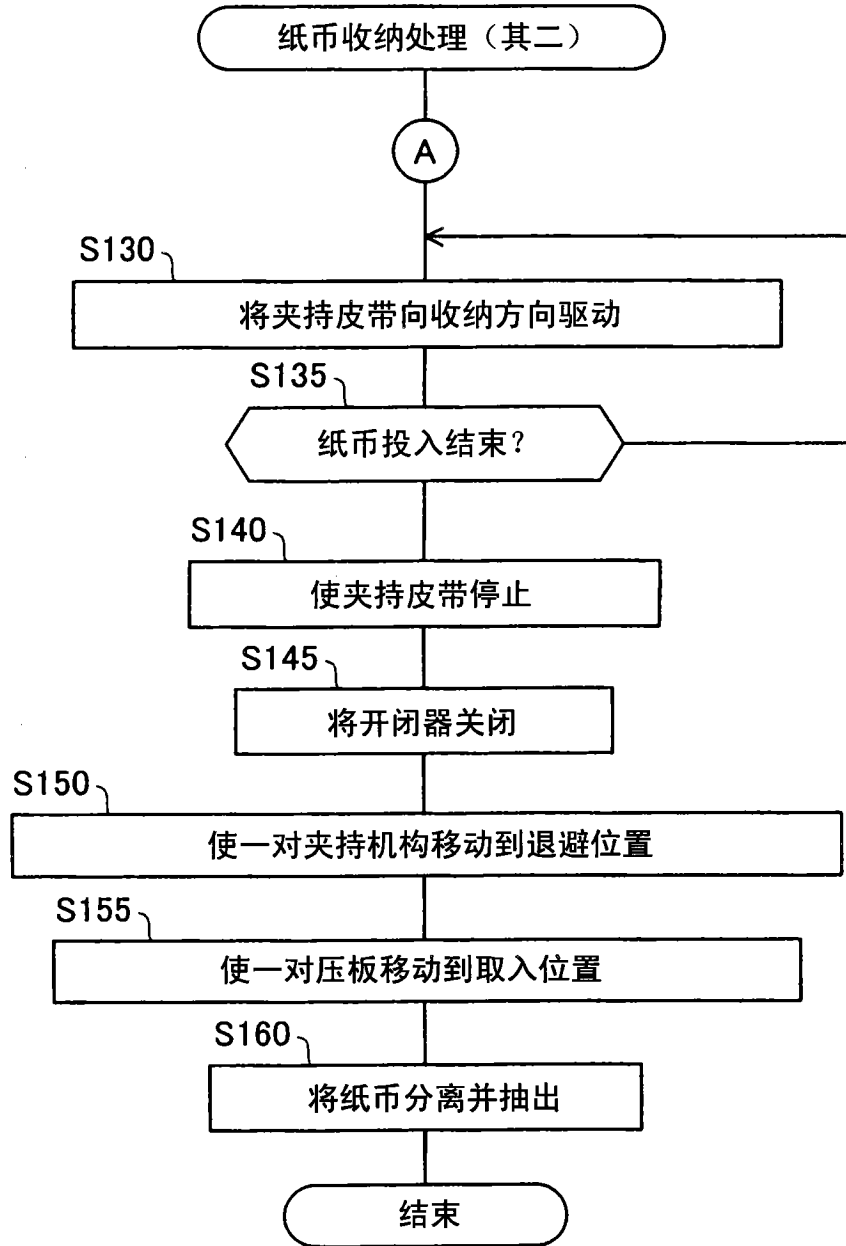 纸币收纳处理（其二）
A
S130
将夹持皮带向收纳方向驱动
S135
纸币投入结束?
S140
使夹持皮带停止
S145
将开闭器关闭
S150
使一对夹持机构移动到退避位置
S155
使一对压板移动到取入位置
S160
将纸币分离并抽出
结束